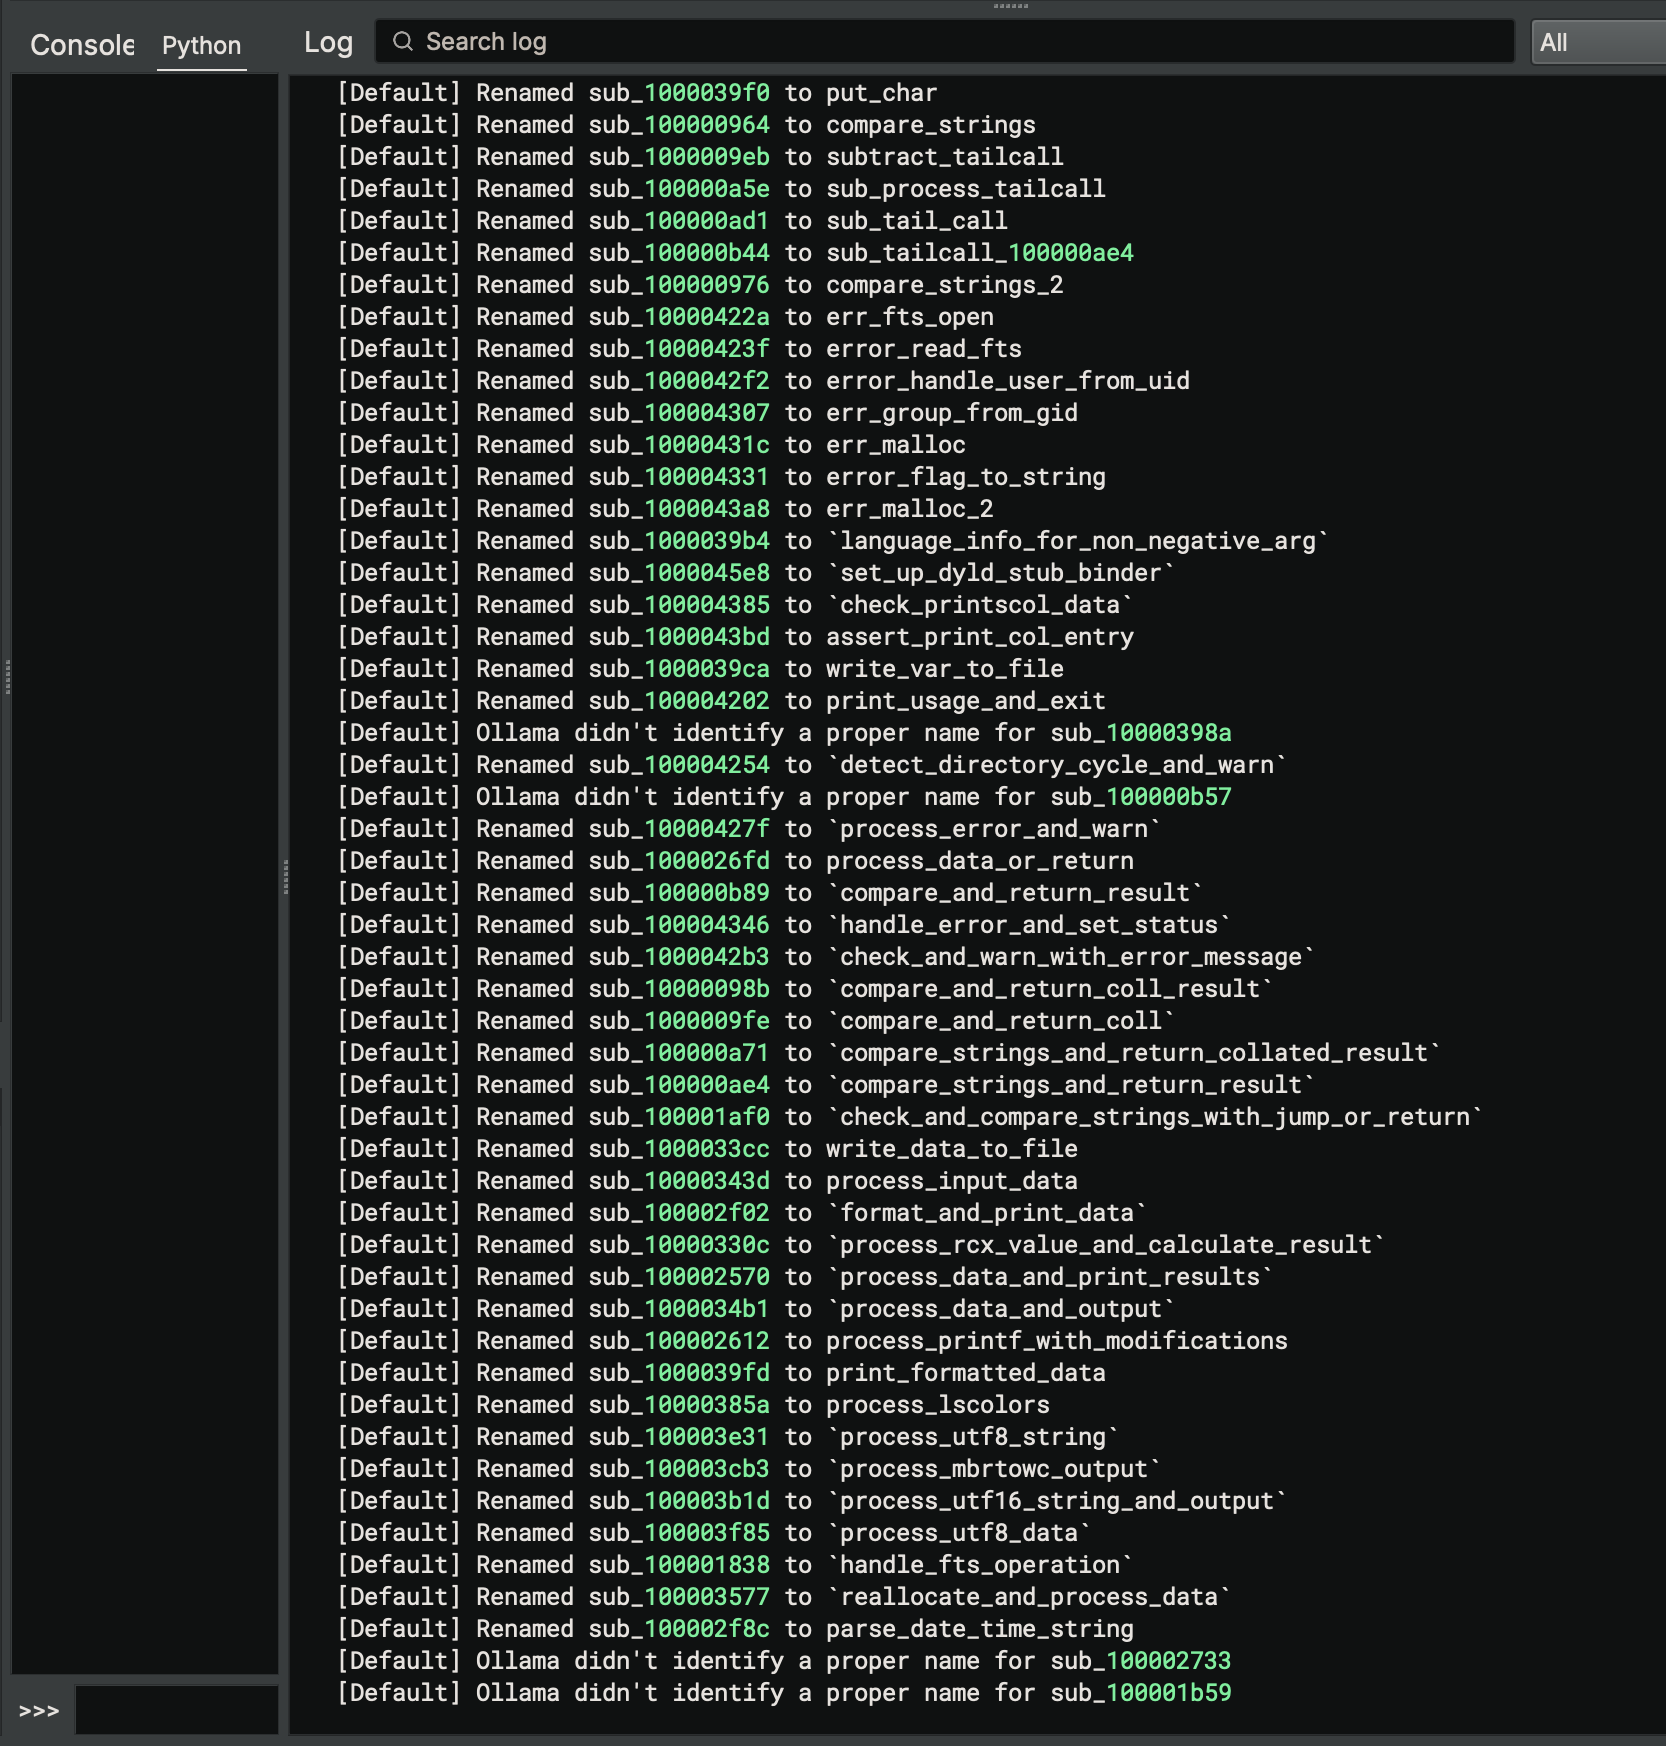 Console Python Log Search log All
[Default] Renamed sub_1000039f0 to put_char
[Default] Renamed sub_100000964 to compare_strings
[Default] Renamed sub_1000009eb to subtract_tailcall
[Default] Renamed sub_100000a5e to sub_process_tailcall
[Default] Renamed sub_100000ad1 to sub_tail_call
[Default] Renamed sub_100000b44 to sub_tailcall_100000ae4
[Default] Renamed sub_100000976 to compare_strings_2
[Default] Renamed sub_10000422a to err_fts_open
[Default] Renamed sub_10000423f to error_read_fts
[Default] Renamed sub_1000042f2 to error_handle_user_from_uid
[Default] Renamed sub_100004307 to err_group_from_gid
[Default] Renamed sub_10000431c to err_malloc
[Default] Renamed sub_100004331 to error_flag_to_string
[Default] Renamed sub_1000043a8 to err_malloc_2
[Default] Renamed sub_1000039b4 to `language_info_for_non_negative_arg`
[Default] Renamed sub_1000045e8 to `set_up_dyld_stub_binder`
[Default] Renamed sub_100004385 to `check_printscol_data`
[Default] Renamed sub_1000043bd to assert_print_col_entry
[Default] Renamed sub_1000039ca to write_var_to_file
[Default] Renamed sub_100004202 to print_usage_and_exit
[Default] Ollama didn't identify a proper name for sub_10000398a
[Default] Renamed sub_100004254 to `detect_directory_cycle_and_warn`
[Default] Ollama didn't identify a proper name for sub_100000b57
[Default] Renamed sub_10000427f to `process_error_and_warn`
[Default] Renamed sub_1000026fd to process_data_or_return
[Default] Renamed sub_100000b89 to `compare_and_return_result`
[Default] Renamed sub_100004346 to `handle_error_and_set_status`
[Default] Renamed sub_1000042b3 to `check_and_warn_with_error_message`
[Default] Renamed sub_10000098b to `compare_and_return_coll_result`
[Default] Renamed sub_1000009fe to `compare_and_return_coll`
[Default] Renamed sub_100000a71 to `compare_strings_and_return_collated_result`
[Default] Renamed sub_100000ae4 to `compare_strings_and_return_result`
[Default] Renamed sub_100001af0 to `check_and_compare_strings_with_jump_or_return`
[Default] Renamed sub_1000033cc to write_data_to_file
[Default] Renamed sub_10000343d to process_input_data
[Default] Renamed sub_100002f02 to `format_and_print_data`
[Default] Renamed sub_10000330c to `process_rcx_value_and_calculate_result`
[Default] Renamed sub_100002570 to `process_data_and_print_results`
[Default] Renamed sub_1000034b1 to `process_data_and_output`
[Default] Renamed sub_100002612 to process_printf_with_modifications
[Default] Renamed sub_1000039fd to print_formatted_data
[Default] Renamed sub_10000385a to process_lscolors
[Default] Renamed sub_100003e31 to `process_utf8_string`
[Default] Renamed sub_100003cb3 to `process_mbrtowc_output`
[Default] Renamed sub_100003b1d to `process_utf16_string_and_output`
[Default] Renamed sub_100003f85 to `process_utf8_data`
[Default] Renamed sub_100001838 to `handle_fts_operation`
[Default] Renamed sub_100003577 to `reallocate_and_process_data`
[Default] Renamed sub_100002f8c to parse_date_time_string
[Default] Ollama didn't identify a proper name for sub_100002733
[Default] Ollama didn't identify a proper name for sub_100001b59
>>>